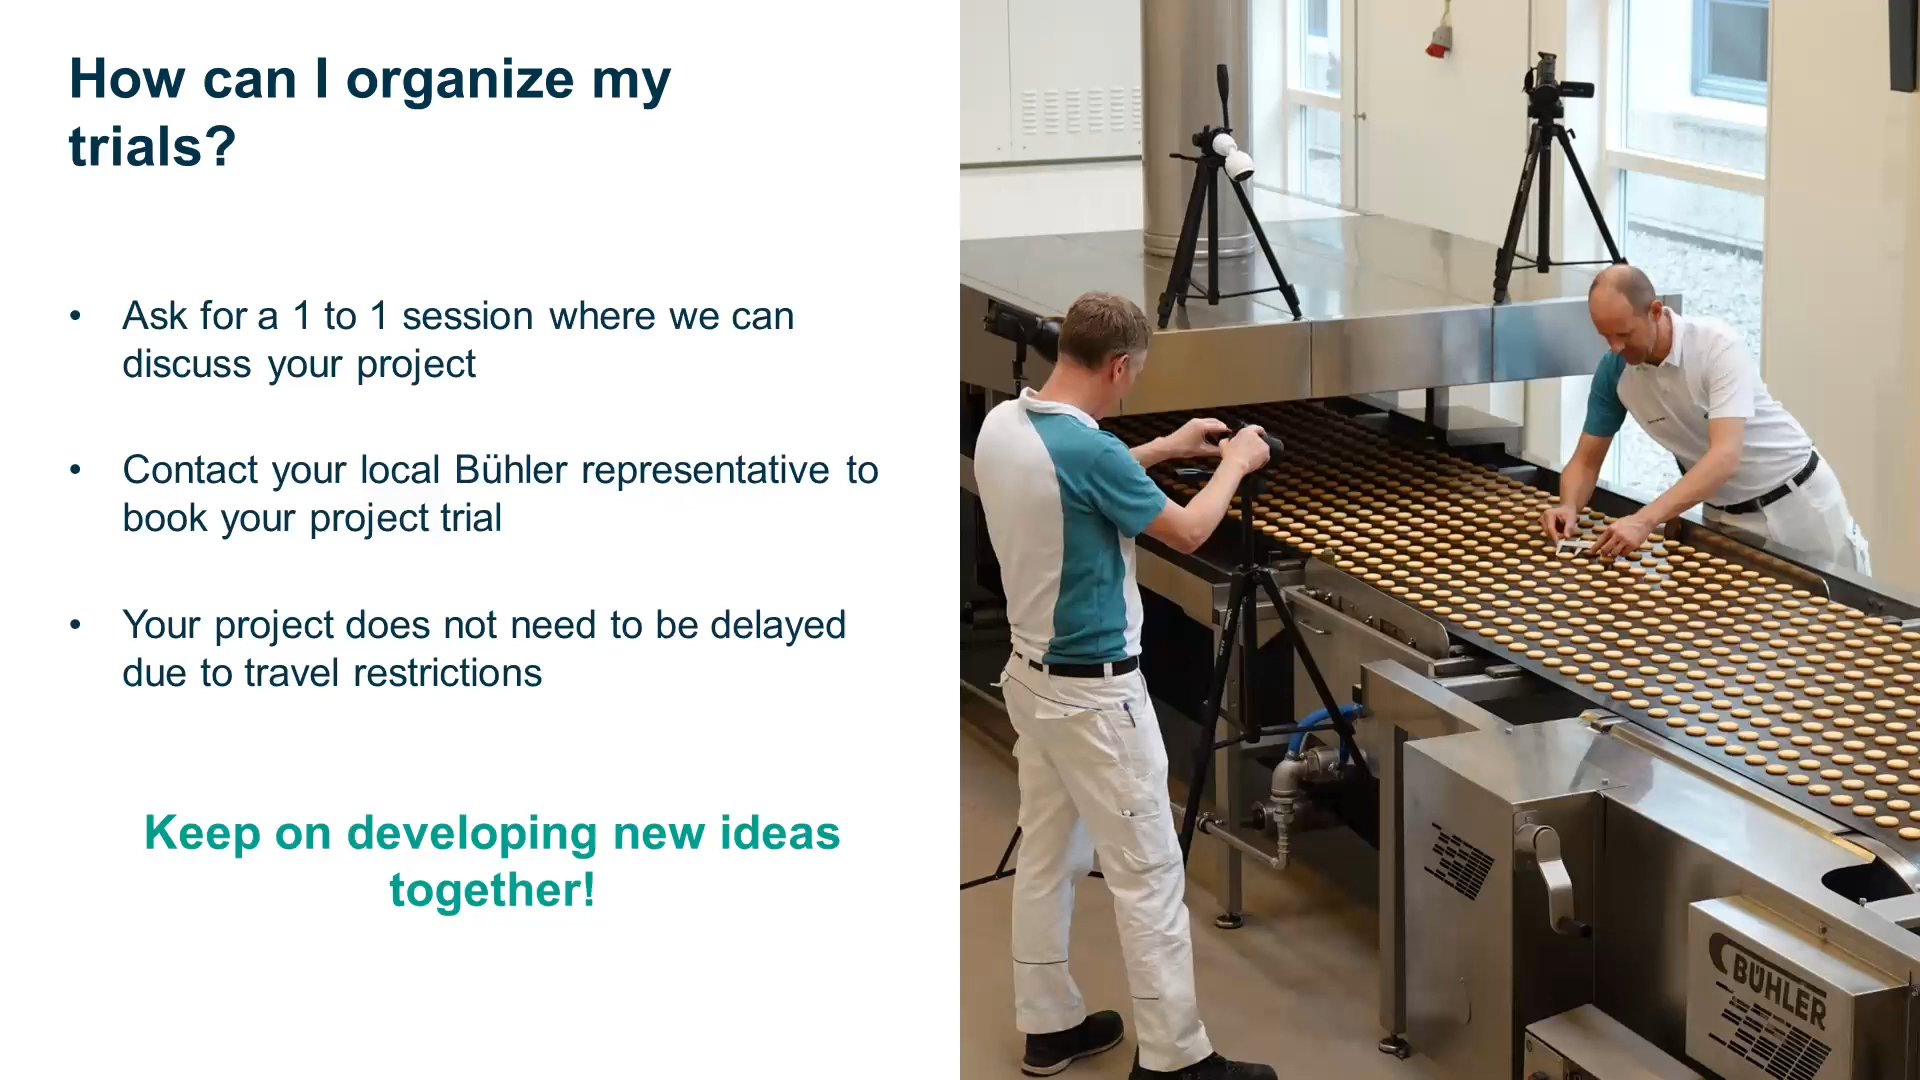 How can I organize my
trials?
• Ask for a 1 to 1 session where we can
discuss your project
• Contact your local Bühler representative to
book your project trial
• Your project does not need to be delayed
due to travel restrictions
Keep on developing new ideas
together!
BÜHLER